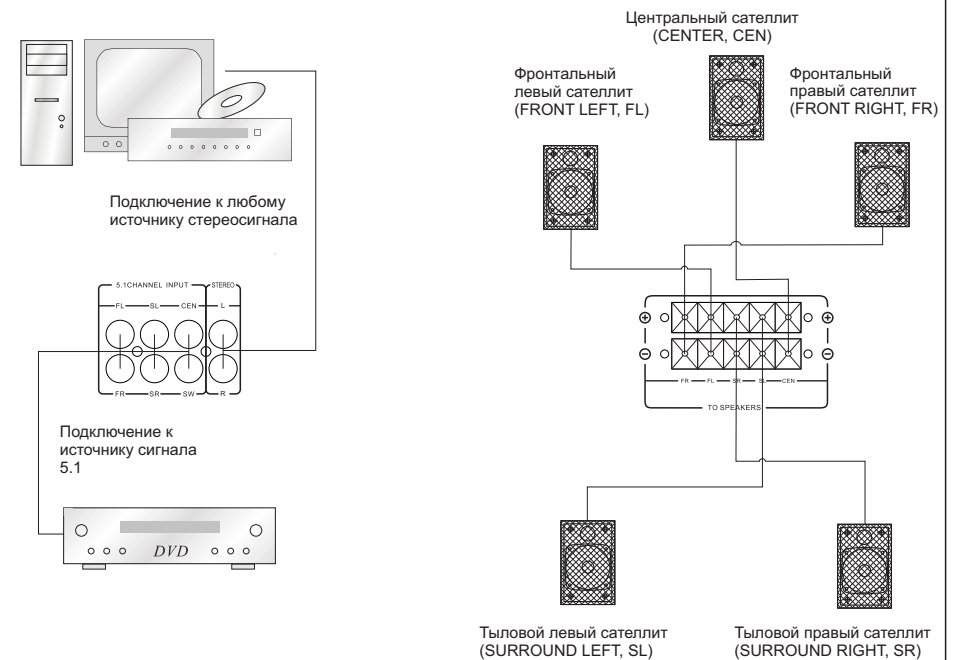 Центральный сателлит
(CENTER, CEN)
Фронтальный
левый сателлит
(FRONT LEFT, FL)
Фронтальный
правый сателлит
(FRONT RIGHT, FR)
Подключение к любому
источнику стереосигнала
5.1CHANNEL INPUT STEREO
FL SL CEN L
FR SR SW R
FR FL SR SL CEN
TO SPEAKERS
Подключение к
источнику сигнала
5.1
DVD
Тыловой левый сателлит
(SURROUND LEFT, SL)
Тыловой правый сателлит
(SURROUND RIGHT, SR)